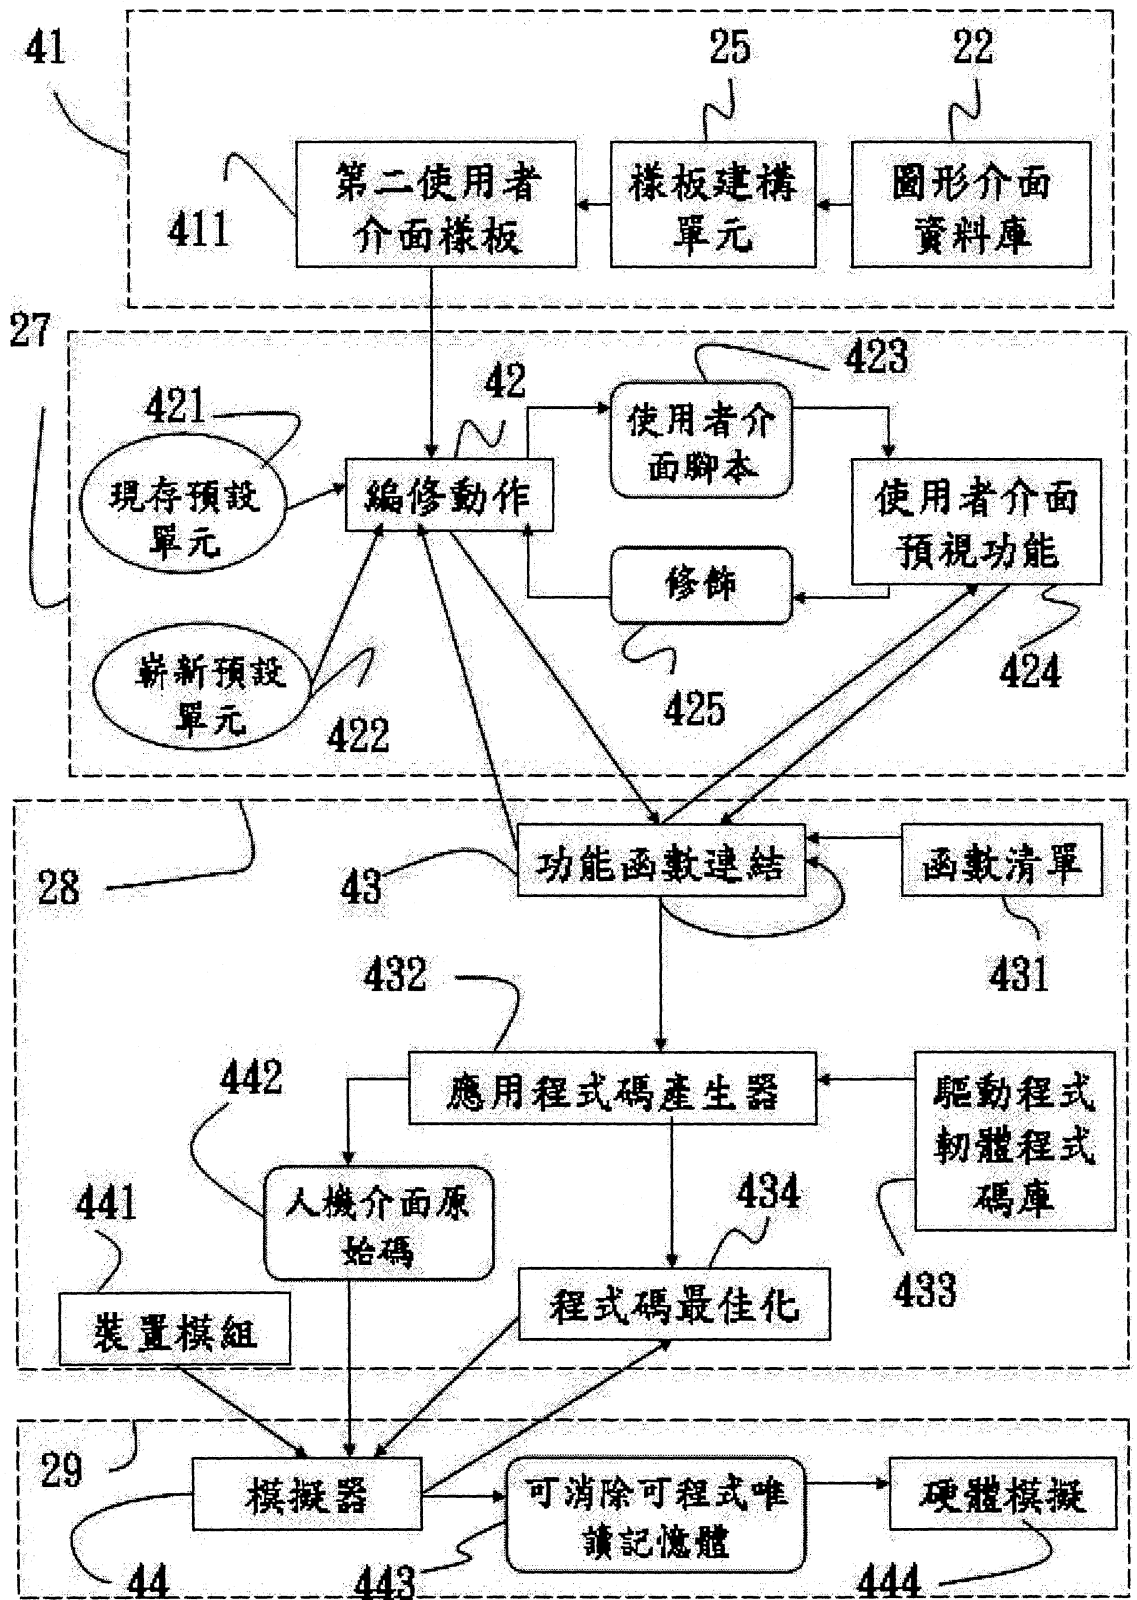 41
25
22
第二使用者
介面樣板
樣板建構
單元
圖形介面
資料庫
411
27
423
42
421
使用者介
面腳本
現存預設
單元
編修動作
使用者介面
預視功能
修飾
嶄新預設
單元
424
425
422
28
43
功能函數連結
函數清單
431
432
442
應用程式碼產生器
驅動程式
韌體程式
碼庫
441
人機介面原
始碼
434
433
裝置模組
程式碼最佳化
29
模擬器
可消除可程式唯
讀記憶體
硬體模擬
44
443
444